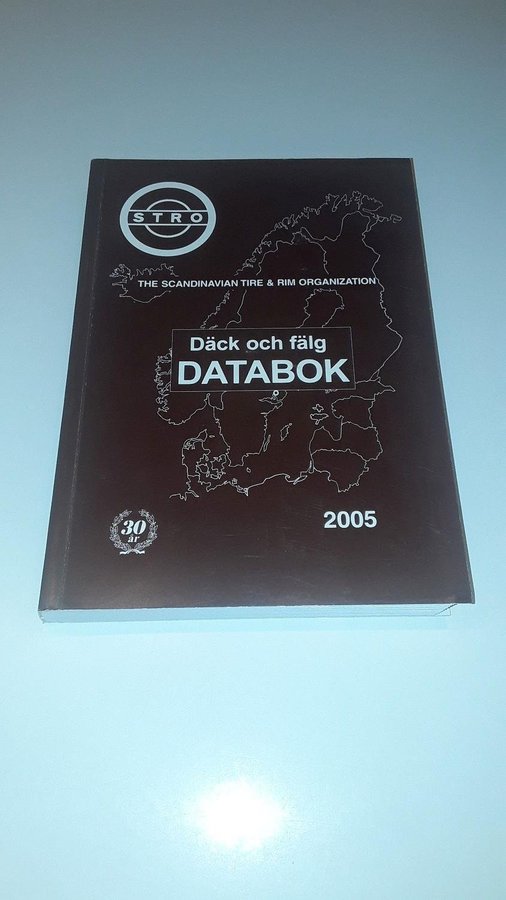 STRO
THE SCANDINAVIAN TIRE & RIM ORGANIZATION
Däck och fälg
DATABOK
30
år
2005